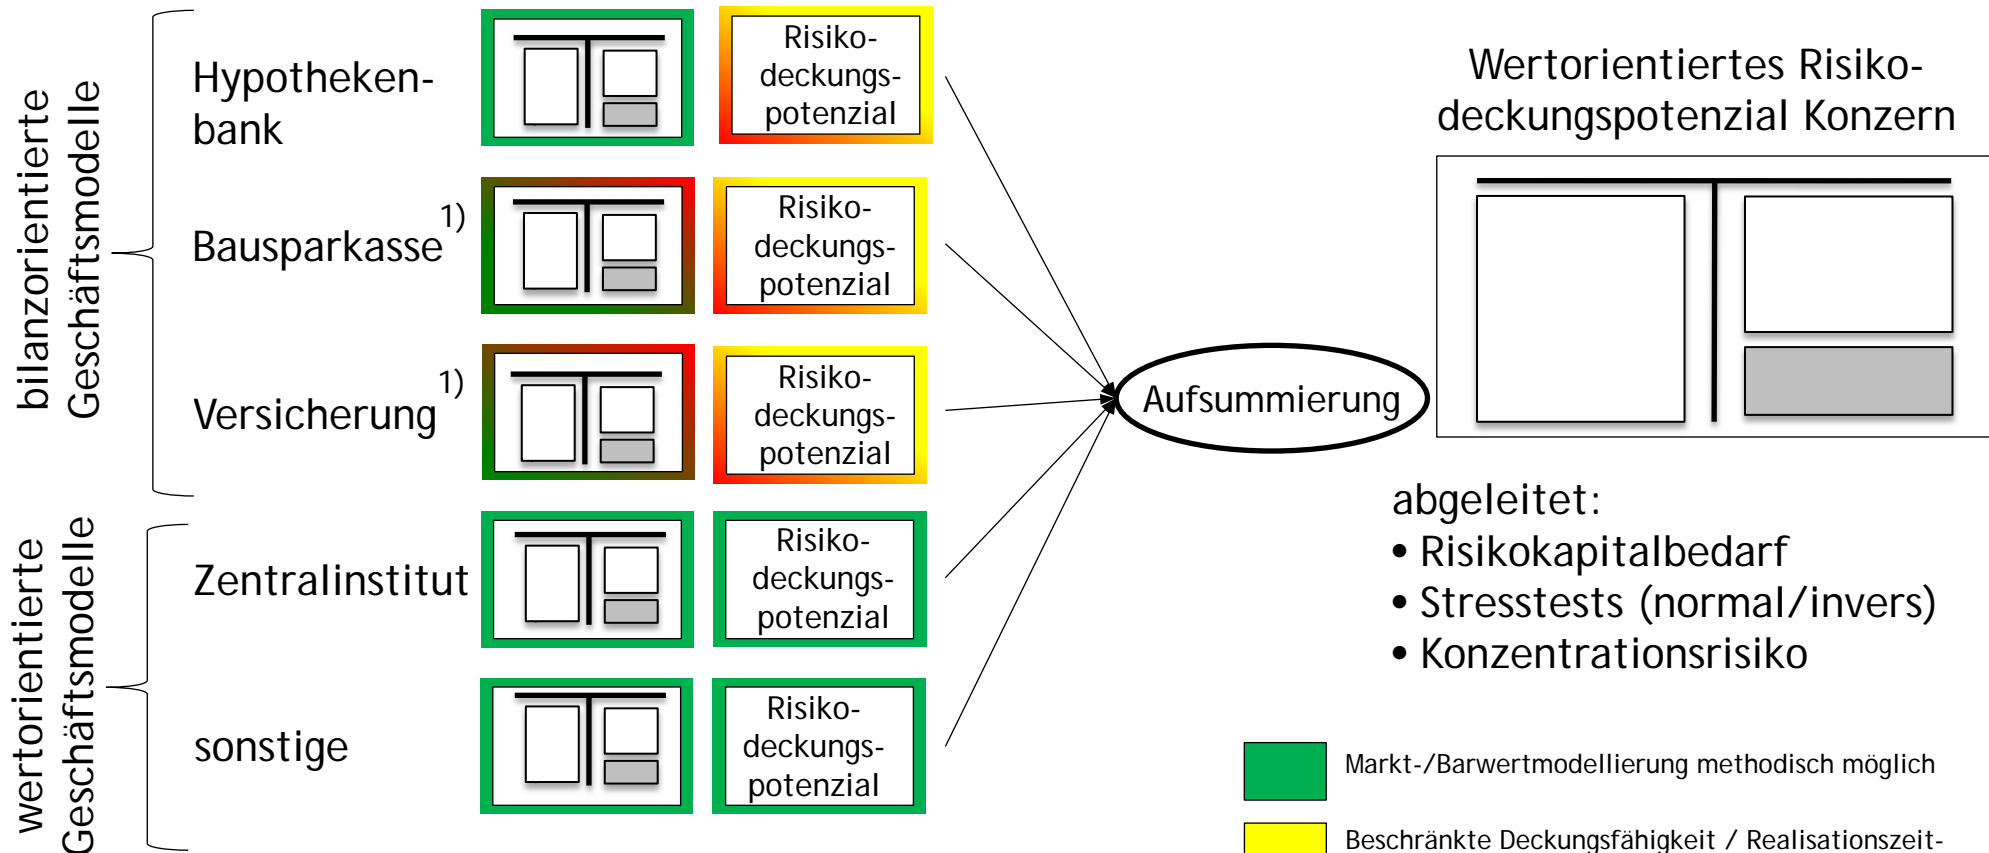 bilanzorientierte
Geschäftsmodelle
Hypotheken-
bank
Risiko-
deckungs-
potenzial
Bausparkasse 1)
Risiko-
deckungs-
potenzial
Versicherung 1)
Risiko-
deckungs-
potenzial
wertorientierte
Geschäftsmodelle
Zentralinstitut
Risiko-
deckungs-
potenzial
sonstige
Risiko-
deckungs-
potenzial
Aufsummierung
Wertorientiertes Risiko-
deckungspotenzial Konzern
abgeleitet:
• Risikokapitalbedarf
• Stresstests (normal/invers)
• Konzentrationsrisiko
Markt-/Barwertmodellierung methodisch möglich
Beschränkte Deckungsfähigkeit / Realisationszeit-